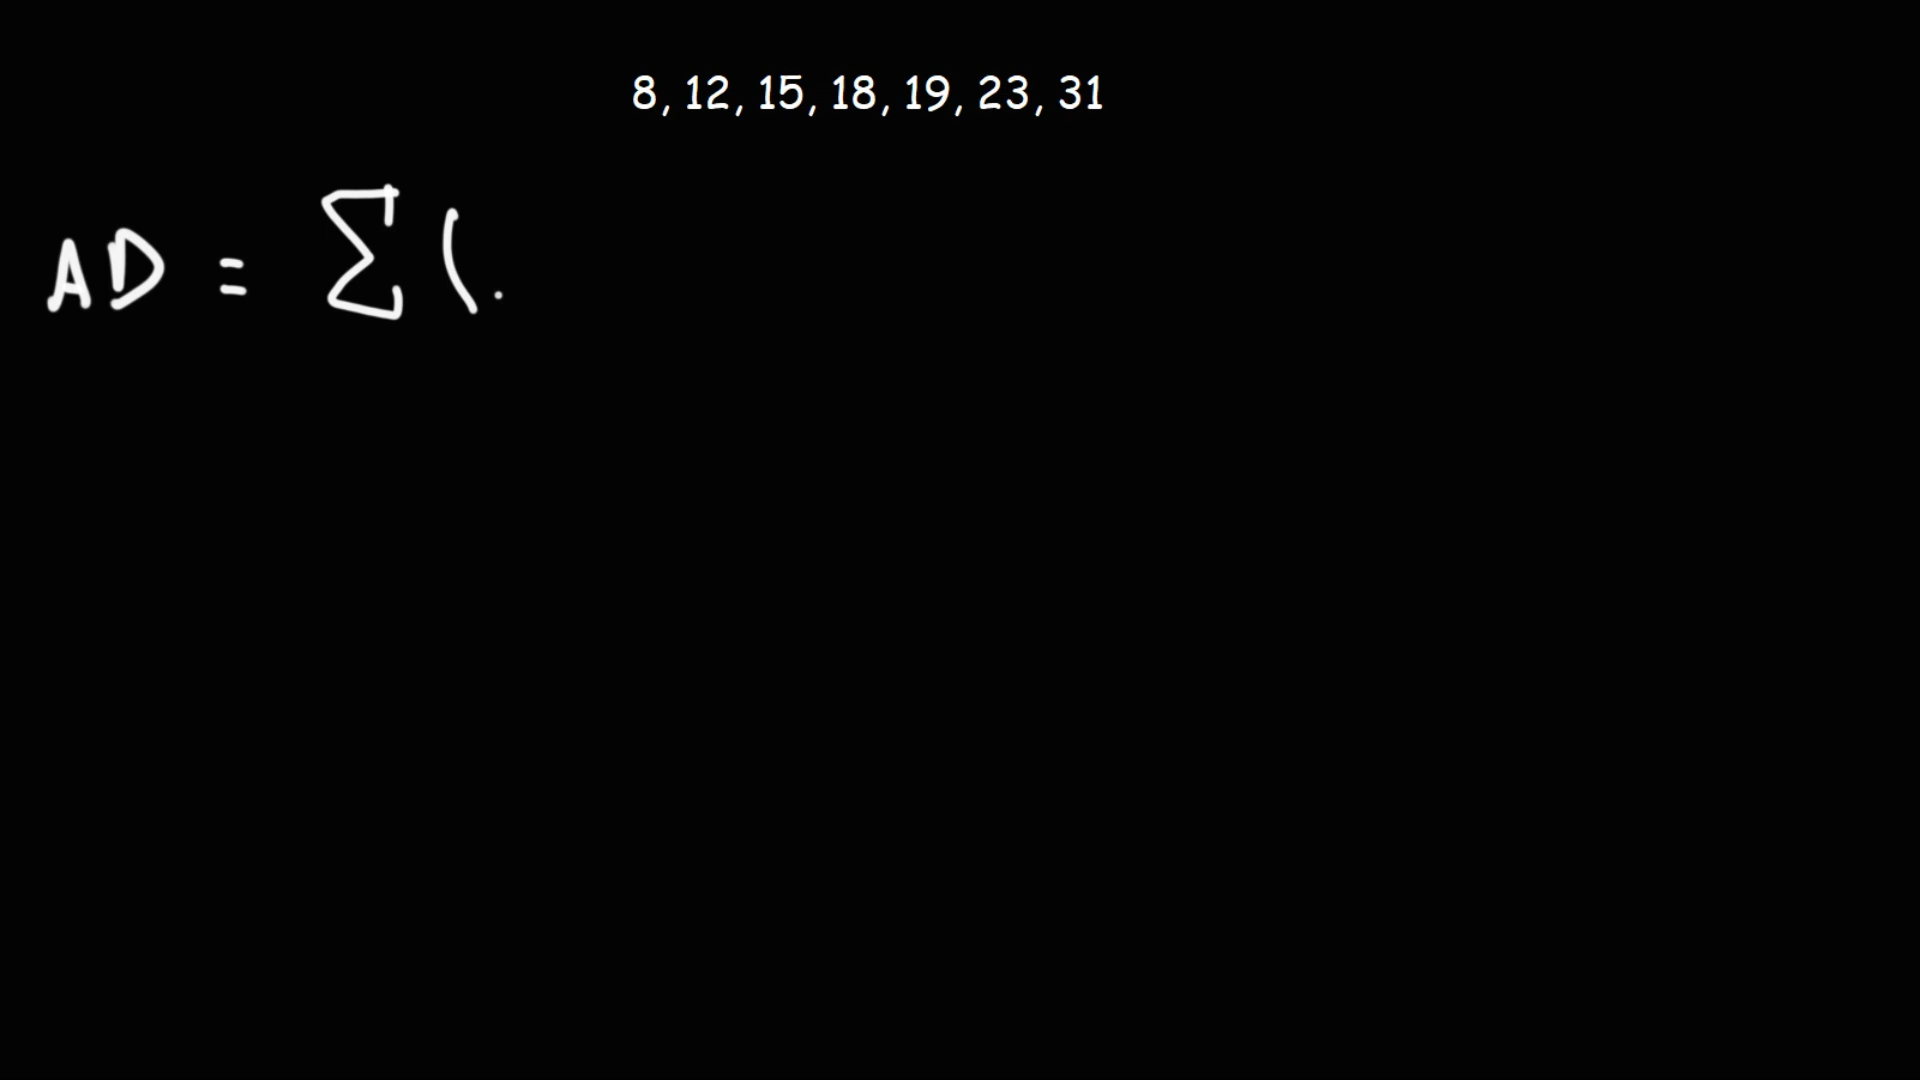 8, 12, 15, 18, 19, 23, 31
AD = Σ (.